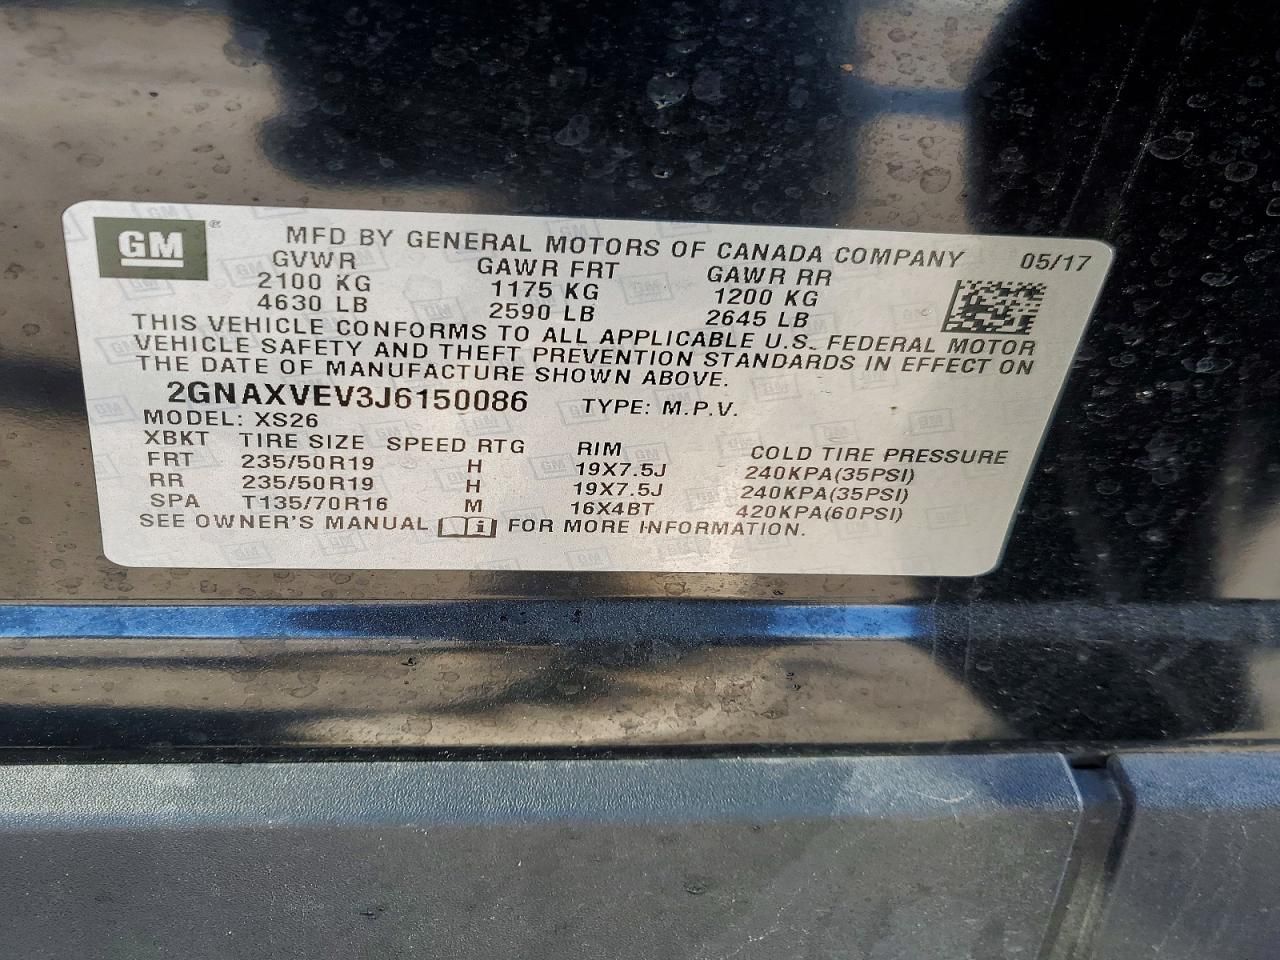 GM ® MFD BY GENERAL MOTORS OF CANADA COMPANY 05/17
GVWR GAWR FRT GAWR RR
2100 KG 1175 KG 1200 KG
4630 LB 2590 LB 2645 LB
THIS VEHICLE CONFORMS TO ALL APPLICABLE U.S. FEDERAL MOTOR
VEHICLE SAFETY AND THEFT PREVENTION STANDARDS IN EFFECT ON
THE DATE OF MANUFACTURE SHOWN ABOVE.
2GNAXVEV3J6150086 TYPE: M.P.V.
MODEL: XS26
XBKT TIRE SIZE SPEED RTG RIM COLD TIRE PRESSURE
FRT 235/50R19 H 19X7.5J 240KPA(35PSI)
RR 235/50R19 H 19X7.5J 240KPA(35PSI)
SPA T135/70R16 M 16X4BT 420KPA(60PSI)
SEE OWNER'S MANUAL i FOR MORE INFORMATION.